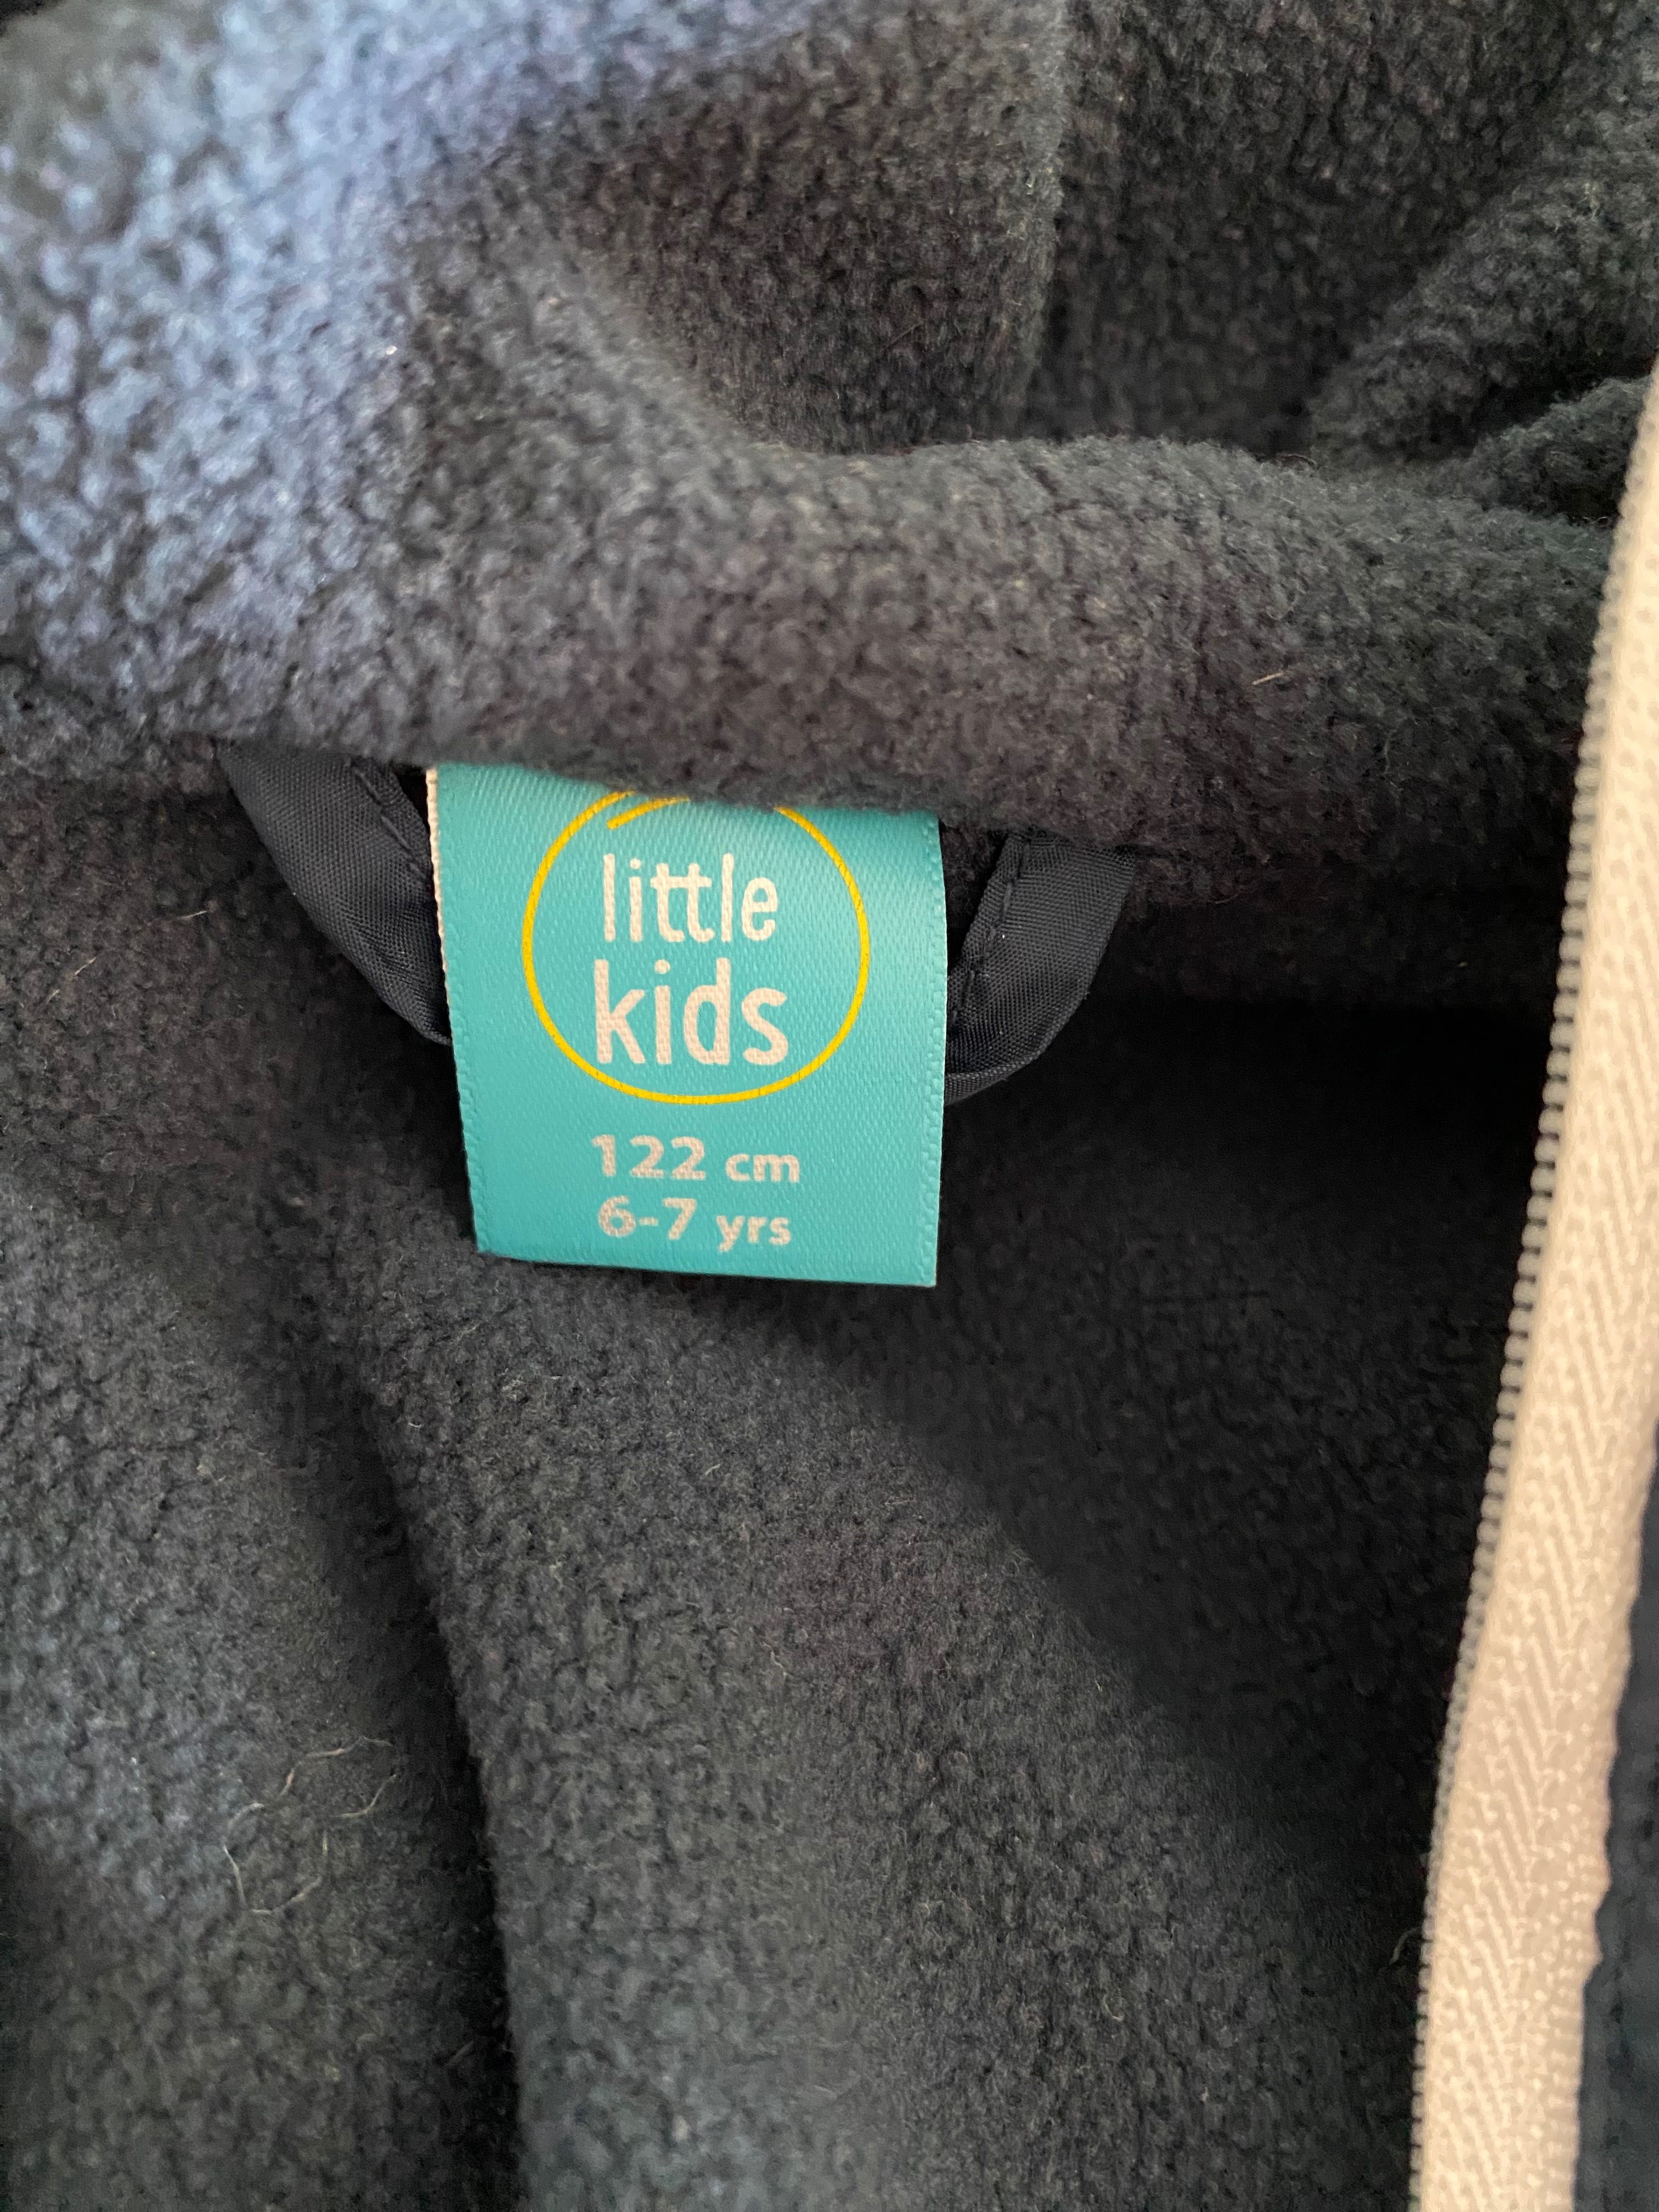 little
kids
122 cm
6-7 yrs